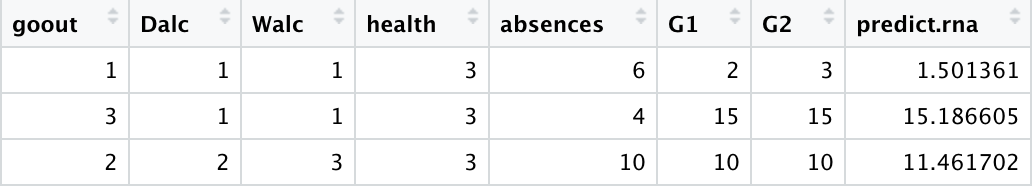 goout Dalc Walc health absences G1 G2 predict.rna
1 1 1 3 6 2 3 1.501361
3 1 1 3 4 15 15 15.186605
2 2 3 3 10 10 10 11.461702